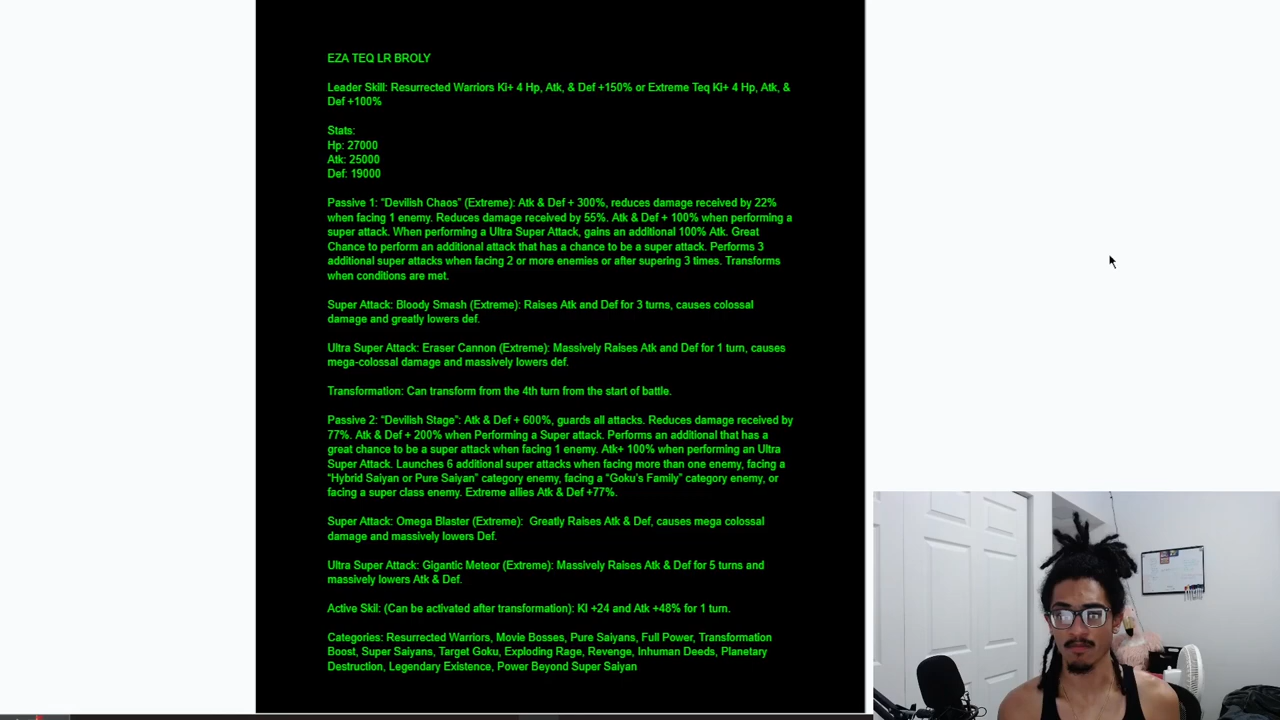 EZA TEQ LR BROLY
Leader Skill: Resurrected Warriors Ki+ 4 Hp, Atk, & Def +150% or Extreme Teq Ki+ 4 Hp, Atk, &
Def +100%
Stats:
Hp: 27000
Atk: 25000
Def: 19000
Passive 1: “Devilish Chaos” (Extreme): Atk & Def + 300%, reduces damage received by 22%
when facing 1 enemy. Reduces damage received by 55%. Atk & Def + 100% when performing a
super attack. When performing a Ultra Super Attack, gains an additional 100% Atk. Great
Chance to perform an additional attack that has a chance to be a super attack. Performs 3
additional super attacks when facing 2 or more enemies or after supering 3 times. Transforms
when conditions are met.
Super Attack: Bloody Smash (Extreme): Raises Atk and Def for 3 turns, causes colossal
damage and greatly lowers def.
Ultra Super Attack: Eraser Cannon (Extreme): Massively Raises Atk and Def for 1 turn, causes
mega-colossal damage and massively lowers def.
Transformation: Can transform from the 4th turn from the start of battle.
Passive 2: “Devilish Stage”: Atk & Def + 600%, guards all attacks. Reduces damage received by
77%. Atk & Def + 200% when Performing a Super attack. Performs an additional that has a
great chance to be a super attack when facing 1 enemy. Atk+ 100% when performing an Ultra
Super Attack. Launches 6 additional super attacks when facing more than one enemy, facing a
“Hybrid Saiyan or Pure Saiyan” category enemy, facing a “Goku's Family” category enemy, or
facing a super class enemy. Extreme allies Atk & Def +77%.
Super Attack: Omega Blaster (Extreme): Greatly Raises Atk & Def, causes mega colossal
damage and massively lowers Def.
Ultra Super Attack: Gigantic Meteor (Extreme): Massively Raises Atk & Def for 5 turns and
massively lowers Atk & Def.
Active Skil: (Can be activated after transformation): KI +24 and Atk +48% for 1 turn.
Categories: Resurrected Warriors, Movie Bosses, Pure Saiyans, Full Power, Transformation
Boost, Super Saiyans, Target Goku, Exploding Rage, Revenge, Inhuman Deeds, Planetary
Destruction, Legendary Existence, Power Beyond Super Saiyan